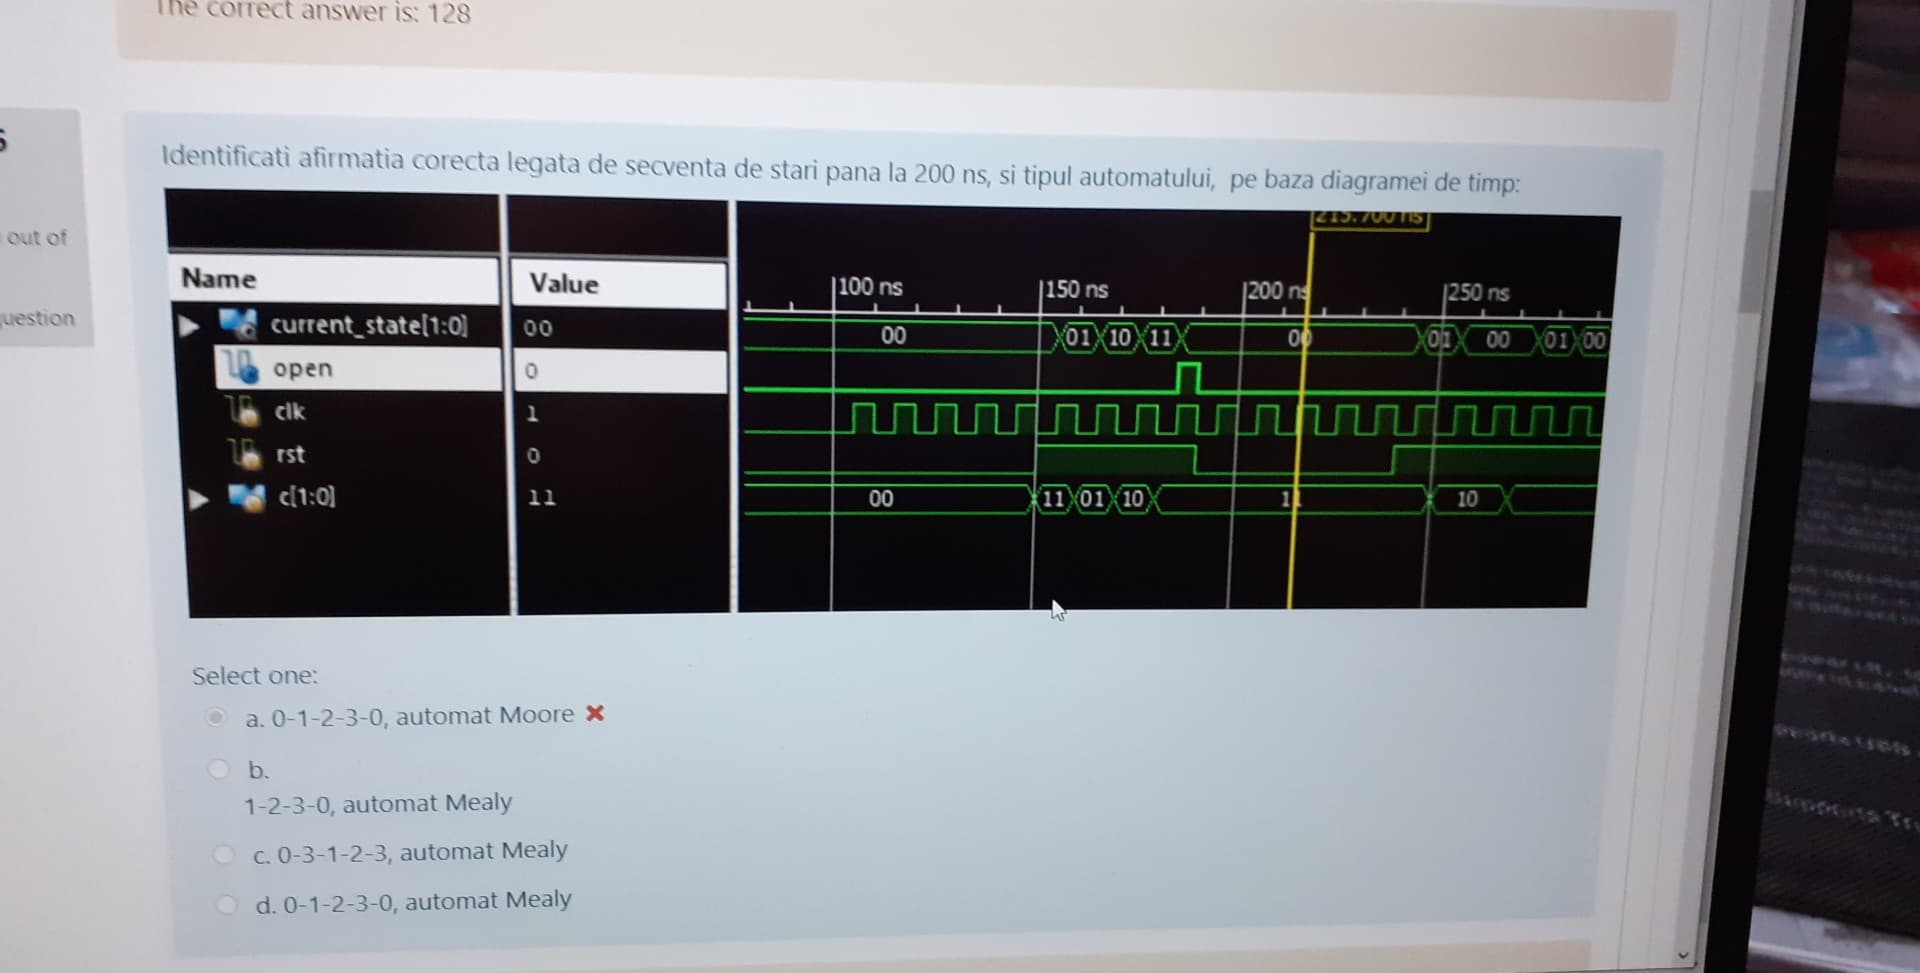 The correct answer is: 128
out of
Identificati afirmatia corecta legata de secventa de stari pana la 200 ns, si tipul automatului, pe baza diagramei de timp:
215.700 ns
Name Value
100 ns 150 ns 200 ns 250 ns
current_state[1:0] 00 00 01 10 11 00 01 00 01 00
open 0
clk 1
rst 0
c[1:0] 11 00 11 01 10 11 10
Select one:
a. 0-1-2-3-0, automat Moore ✖
b.
1-2-3-0, automat Mealy
c. 0-3-1-2-3, automat Mealy
d. 0-1-2-3-0, automat Mealy